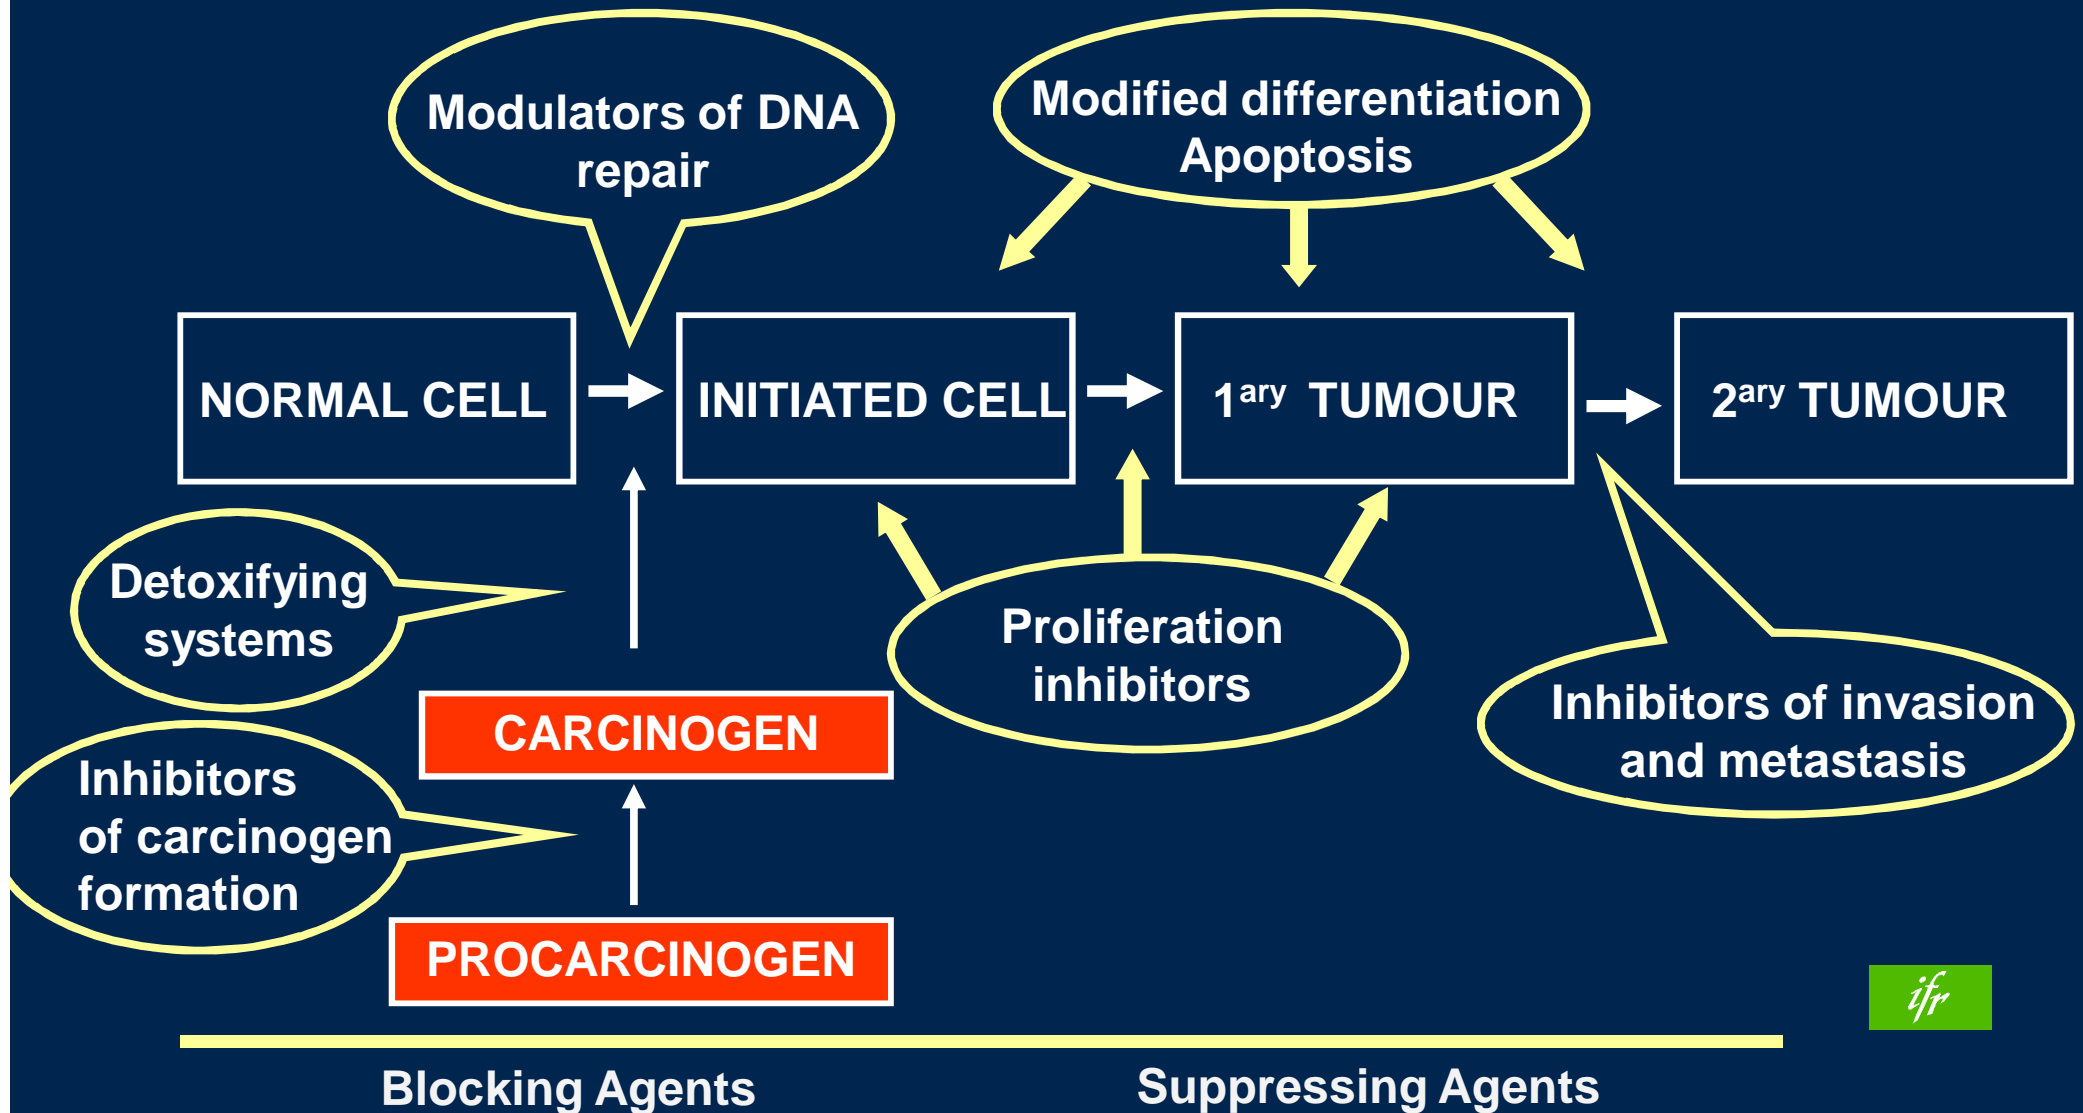 Modulators of DNA
repair
Modified differentiation
Apoptosis
NORMAL CELL
INITIATED CELL
1ary TUMOUR
2ary TUMOUR
Detoxifying
systems
Proliferation
inhibitors
Inhibitors of invasion
and metastasis
CARCINOGEN
Inhibitors
of carcinogen
formation
PROCARCINOGEN
ifr
Blocking Agents
Suppressing Agents